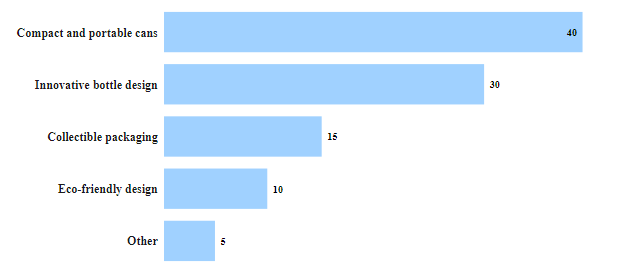 Compact and portable cans 40
Innovative bottle design 30
Collectible packaging 15
Eco-friendly design 10
Other 5